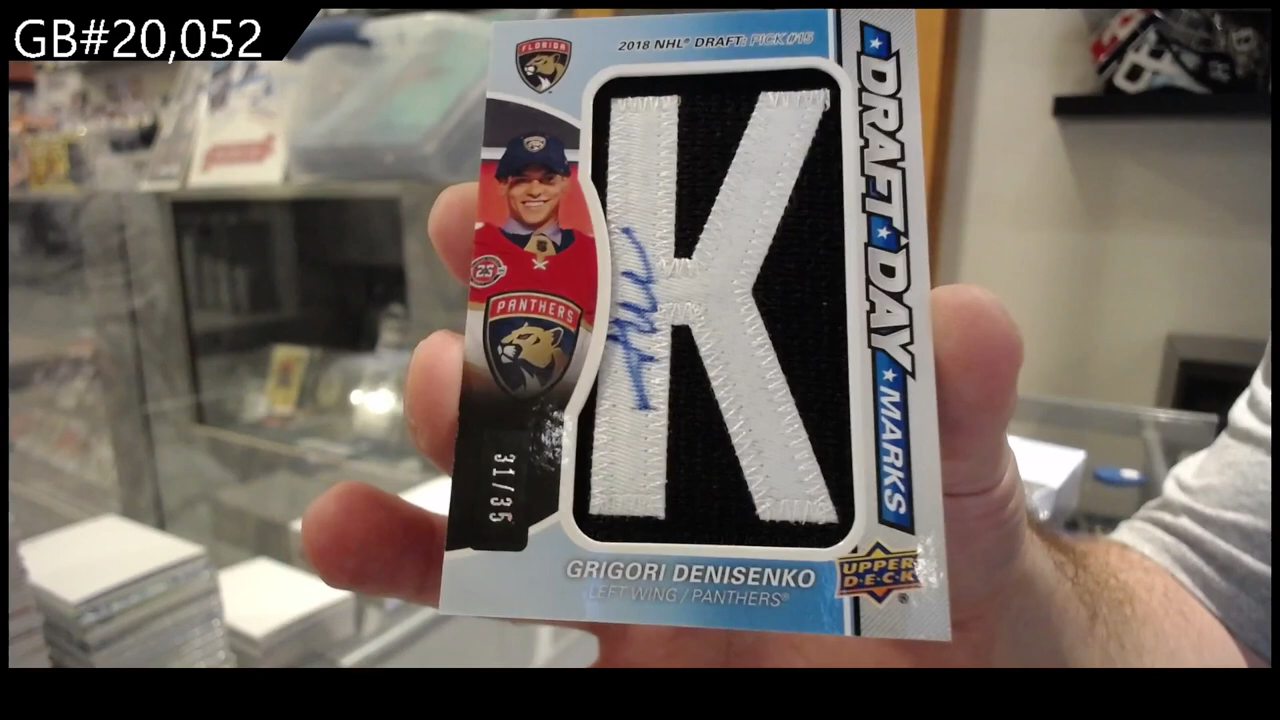 GB#20,052
FLORIDA
2018 NHL® DRAFT: PICK #15
DRAFT DAY MARKS
25
PANTHERS
K
31/35
GRIGORI DENISENKO
LEFT WING / PANTHERS®
UPPER
D·E·C·K
®